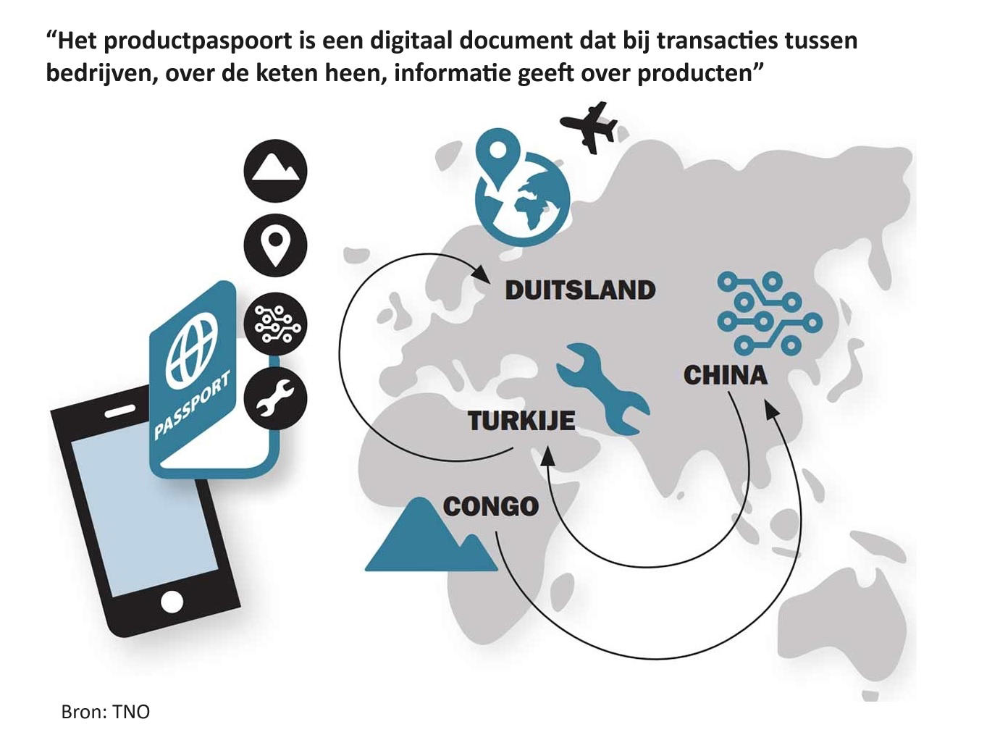 “Het productpaspoort is een digitaal document dat bij transacties tussen
bedrijven, over de keten heen, informatie geeft over producten”
DUITSLAND
CHINA
PASSPORT
TURKIJE
CONGO
Bron: TNO